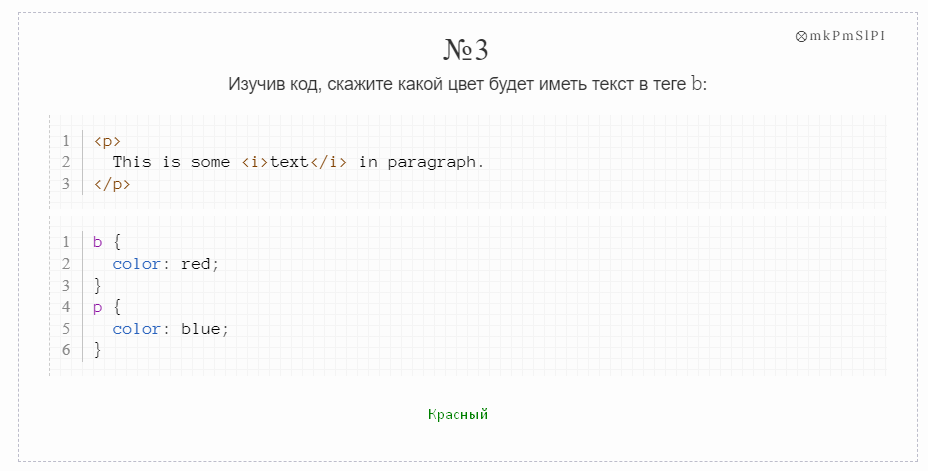 ⊗mkPmSlPI
№3
Изучив код, скажите какой цвет будет иметь текст в теге b:
1 <p>
2   This is some <i>text</i> in paragraph.
3 </p>
1 b {
2   color: red;
3 }
4 p {
5   color: blue;
6 }
Красный